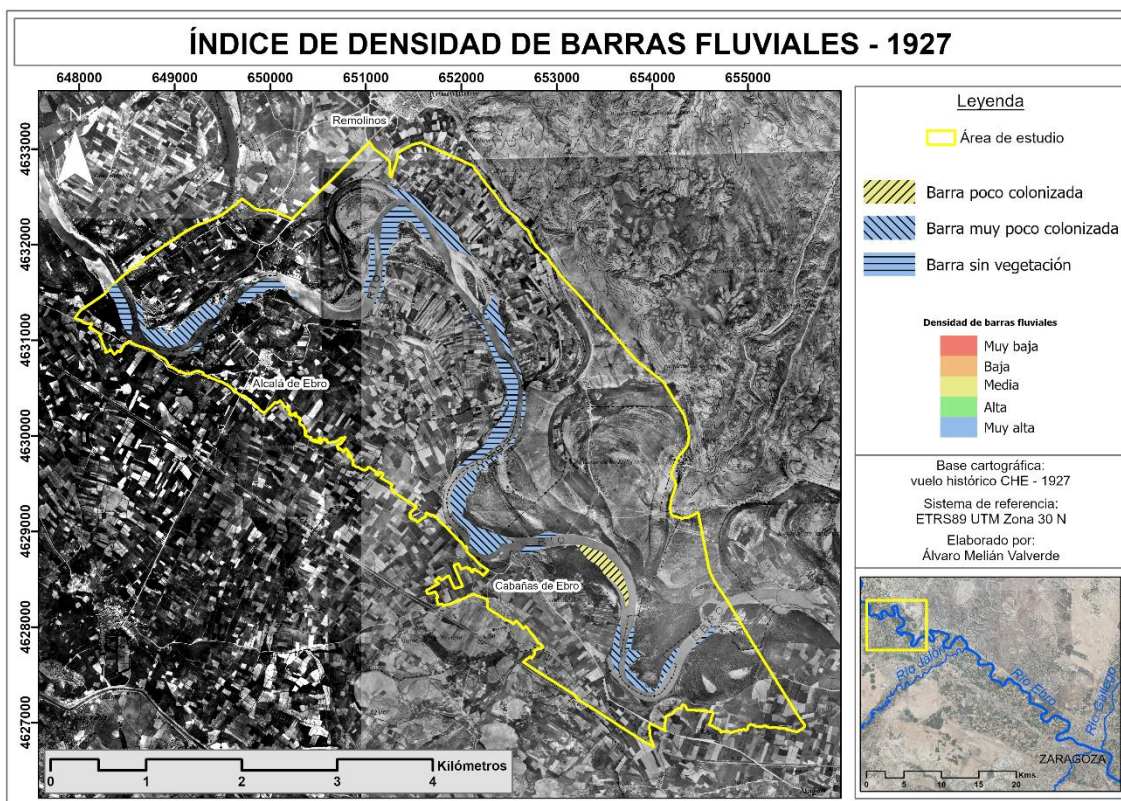 ÍNDICE DE DENSIDAD DE BARRAS FLUVIALES - 1927
648000 649000 650000 651000 652000 653000 654000 655000
4633000
4632000
4631000
4630000
4629000
4628000
4627000
Remolinos
Alcalá de Ebro
Cabañas de Ebro
0 1 2 3 4 Kilómetros
Leyenda
Área de estudio
Barra poco colonizada
Barra muy poco colonizada
Barra sin vegetación
Densidad de barras fluviales
Muy baja
Baja
Media
Alta
Muy alta
Base cartográfica:
vuelo histórico CHE - 1927
Sistema de referencia:
ETRS89 UTM Zona 30 N
Elaborado por:
Álvaro Melián Valverde
Río Jalón
Río Ebro
Río Gállego
ZARAGOZA
0 5 10 20 Kms